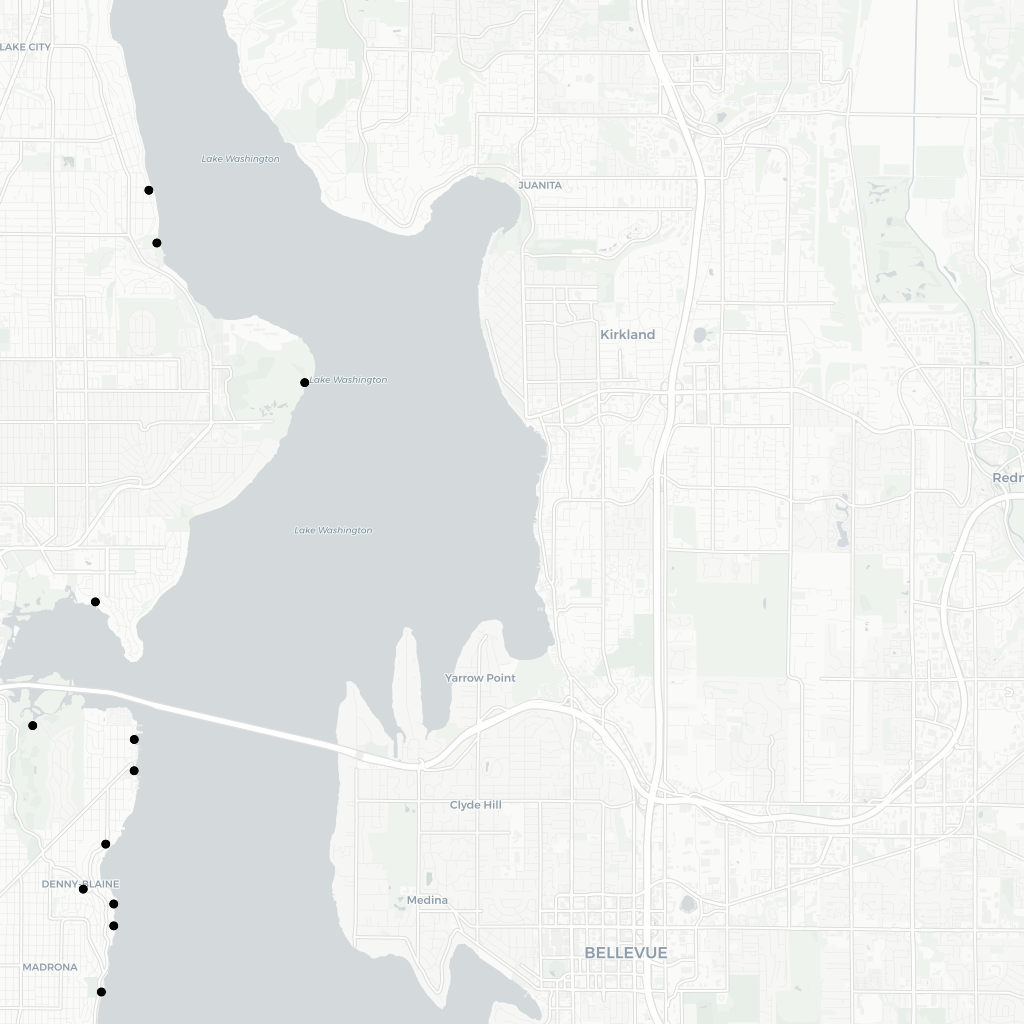 LAKE CITY
Lake Washington
JUANITA
Kirkland
Lake Washington
Redm
Lake Washington
Yarrow Point
Clyde Hill
DENNY-BLAINE
Medina
BELLEVUE
MADRONA